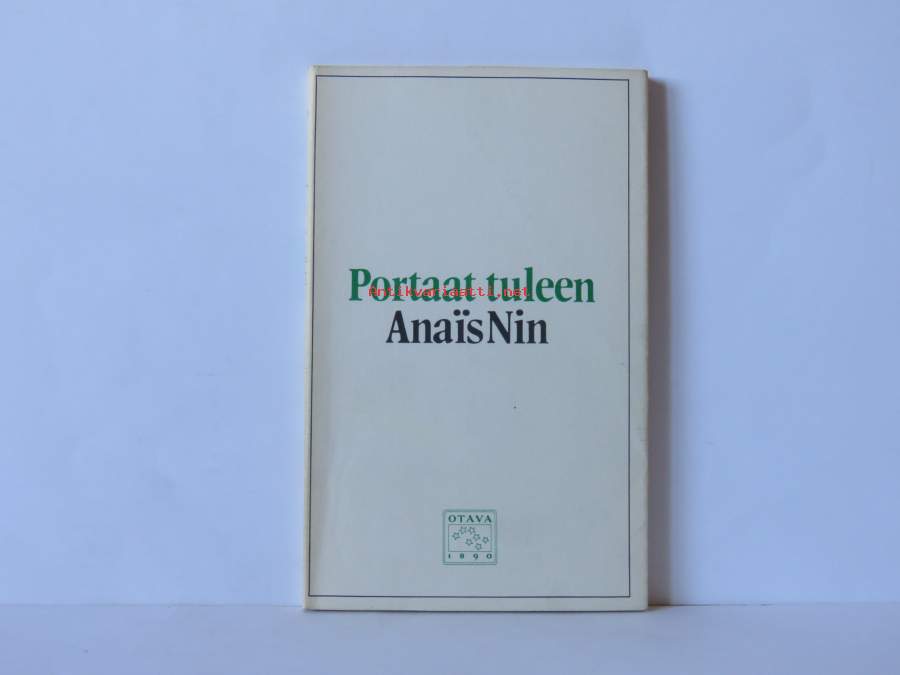 Portaat tuleen
antikvariaatti.net
Anaïs Nin
OTAVA
1890